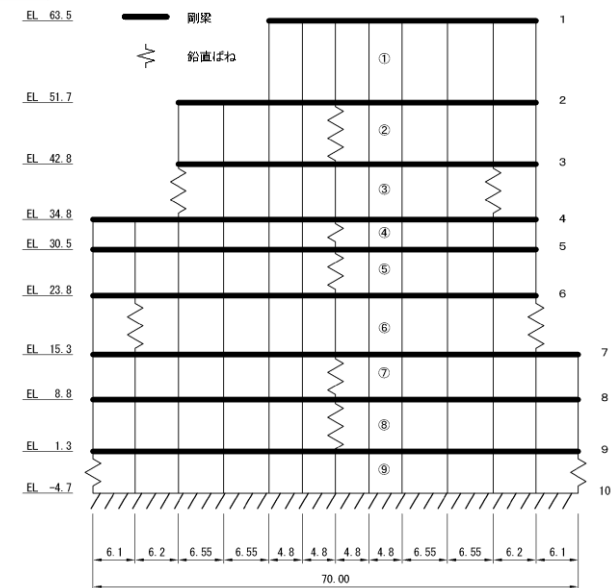 EL 63.5 剛梁 1
鉛直ばね
①
EL 51.7 2
②
EL 42.8 3
③
EL 34.8 4
④
EL 30.5 5
⑤
EL 23.8 6
⑥
EL 15.3 7
⑦
EL 8.8 8
⑧
EL 1.3 9
⑨
EL -4.7 10
6.1 6.2 6.55 6.55 4.8 4.8 4.8 4.8 6.55 6.55 6.2 6.1
70.00